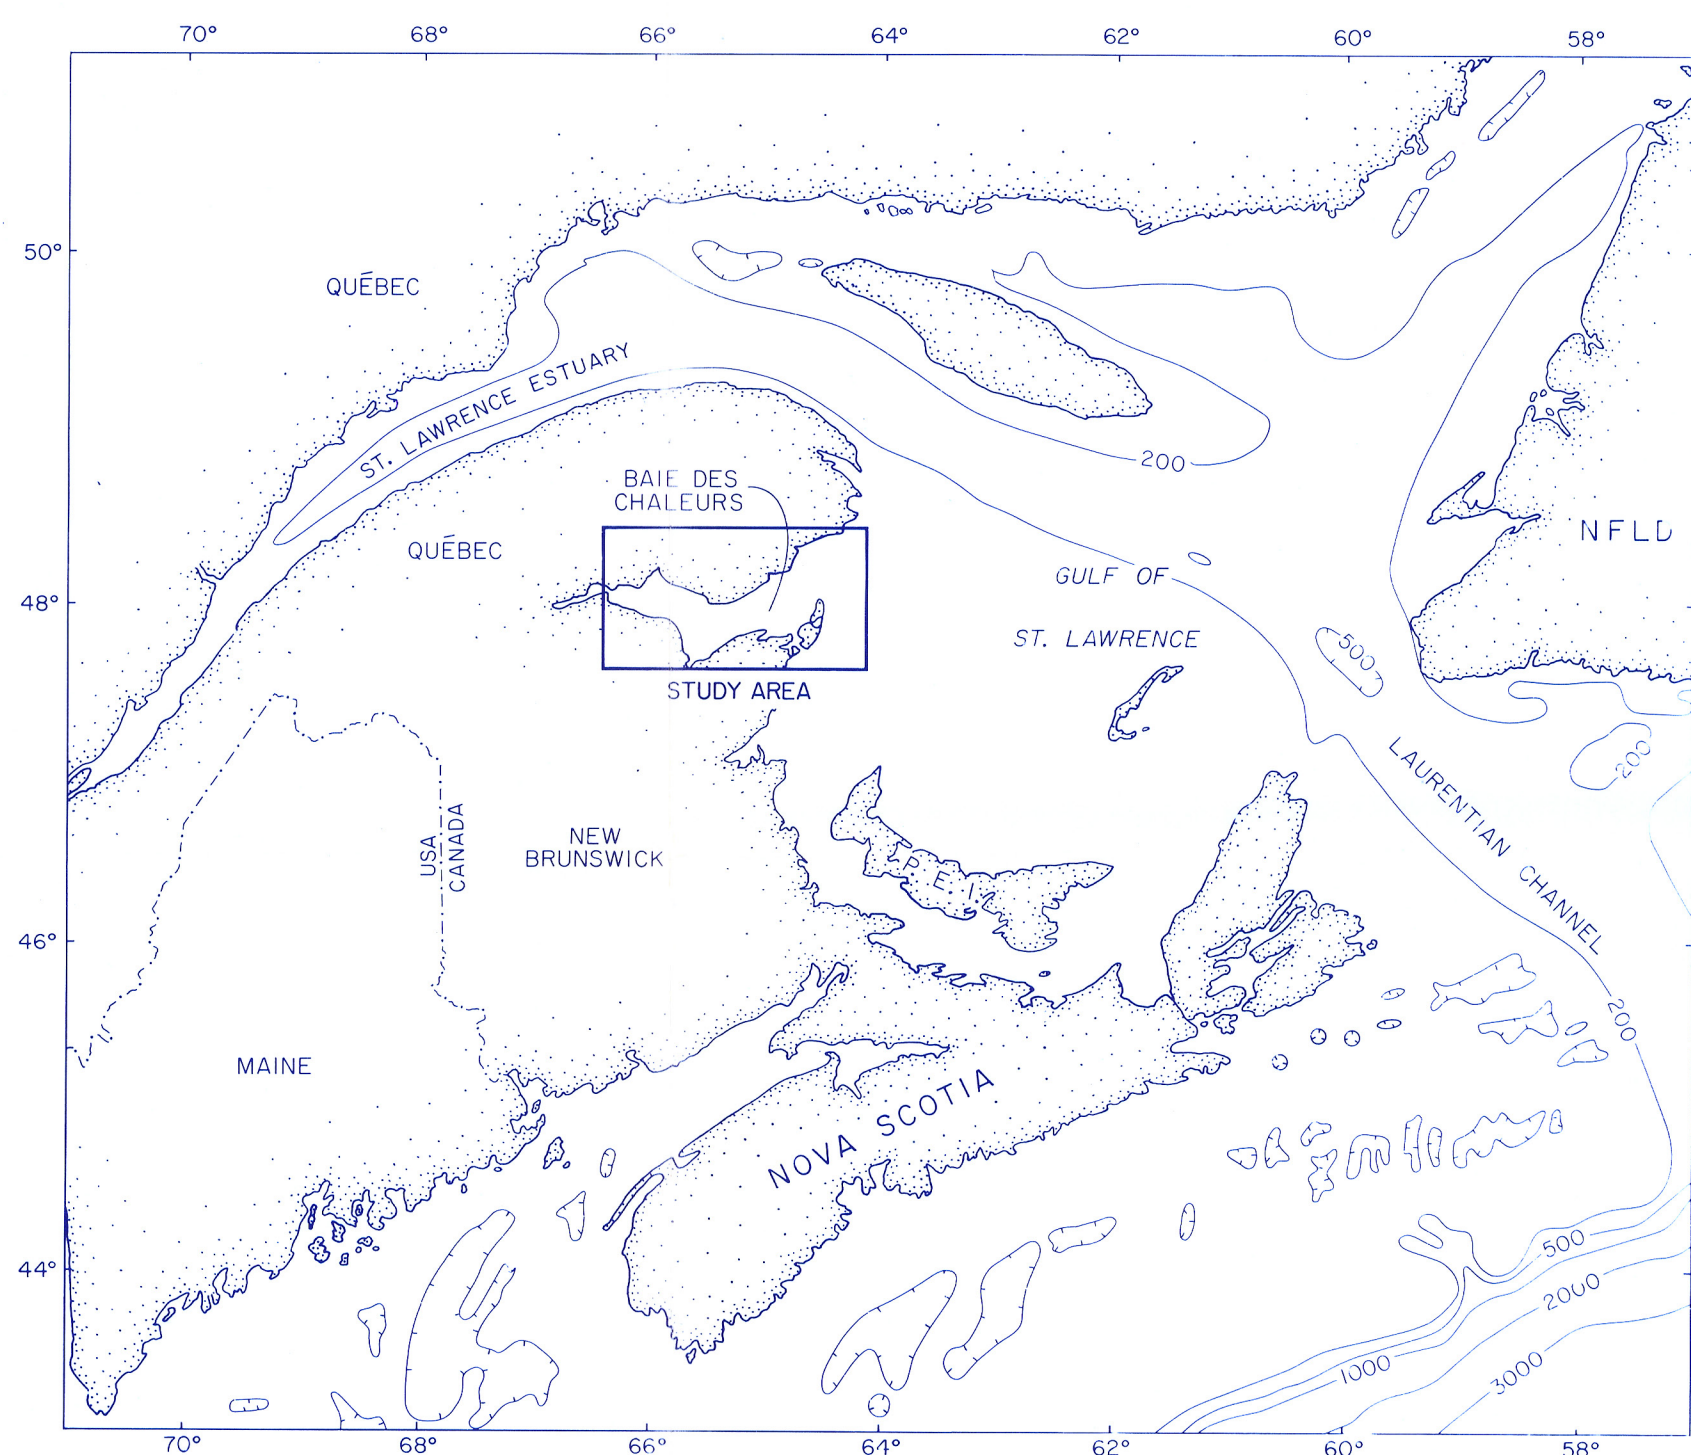 70° 68° 66° 64° 62° 60° 58°
50°
QUÉBEC
ST. LAWRENCE ESTUARY
200
BAIE DES
CHALEURS
QUÉBEC
NFLD
GULF OF
48°
ST. LAWRENCE
500
STUDY AREA
200
LAURENTIAN CHANNEL
USA
CANADA
NEW
BRUNSWICK
P. E. I.
46°
200
MAINE
NOVA SCOTIA
44°
500
2000
1000
3000
70° 68° 66° 64° 62° 60° 58°